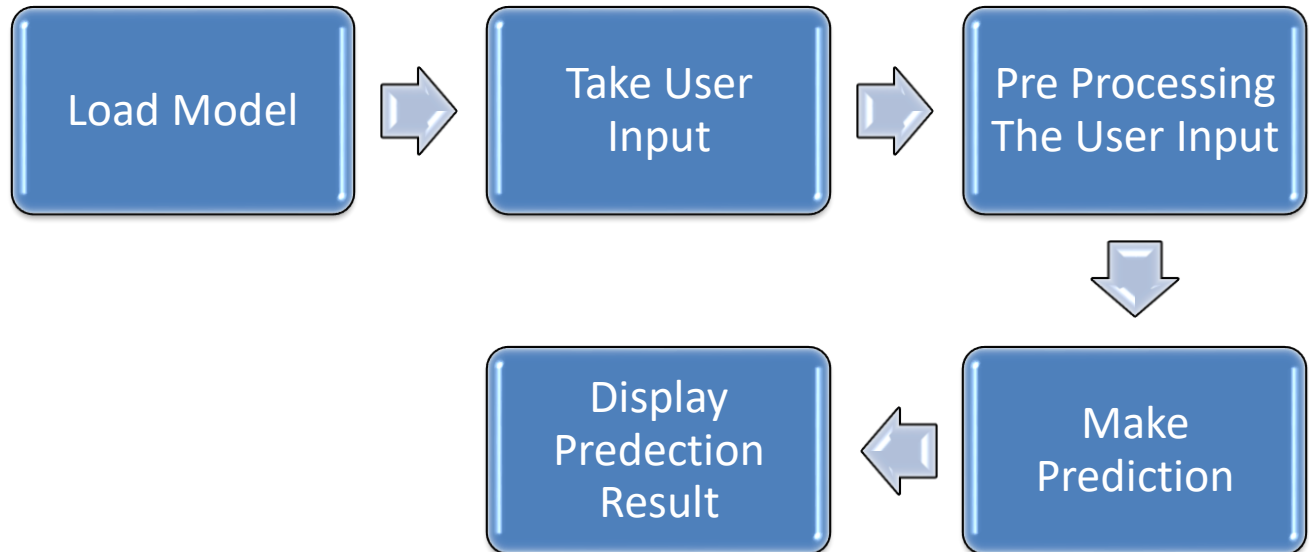 Load Model
Take User
Input
Pre Processing
The User Input
Make
Prediction
Display
Predection
Result